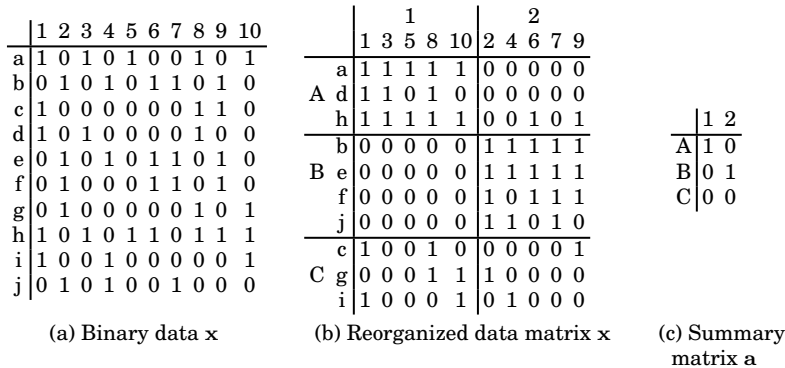 1 2 3 4 5 6 7 8 9 10
a 1 0 1 0 1 0 0 1 0 1
b 0 1 0 1 0 1 1 0 1 0
c 1 0 0 0 0 0 0 1 1 0
d 1 0 1 0 0 0 0 1 0 0
e 0 1 0 1 0 1 1 0 1 0
f 0 1 0 0 0 1 1 0 1 0
g 0 1 0 0 0 0 0 1 0 1
h 1 0 1 0 1 1 0 1 1 1
i 1 0 0 1 0 0 0 0 0 1
j 0 1 0 1 0 0 1 0 0 0
(a) Binary data x
1 2
1 3 5 8 10 2 4 6 7 9
a 1 1 1 1 1 0 0 0 0 0
A d 1 1 0 1 0 0 0 0 0 0
h 1 1 1 1 1 0 0 1 0 1
b 0 0 0 0 0 1 1 1 1 1
B e 0 0 0 0 0 1 1 1 1 1
f 0 0 0 0 0 1 0 1 1 1
j 0 0 0 0 0 1 1 0 1 0
c 1 0 0 1 0 0 0 0 0 1
C g 0 0 0 1 1 1 0 0 0 0
i 1 0 0 0 1 0 1 0 0 0
(b) Reorganized data matrix x
1 2
A 1 0
B 0 1
C 0 0
(c) Summary
matrix a